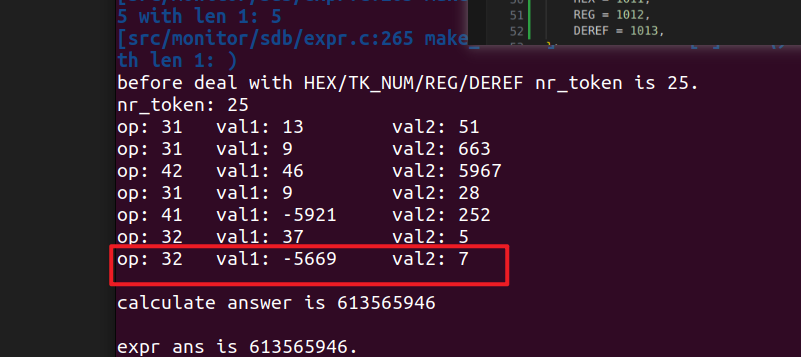 5 with len 1: 5
[src/monitor/sdb/expr.c:265 make_
th len 1: )
51 REG = 1012,
52 DEREF = 1013,
before deal with HEX/TK_NUM/REG/DEREF nr_token is 25.
nr_token: 25
op: 31 val1: 13 val2: 51
op: 31 val1: 9 val2: 663
op: 42 val1: 46 val2: 5967
op: 31 val1: 9 val2: 28
op: 41 val1: -5921 val2: 252
op: 32 val1: 37 val2: 5
op: 32 val1: -5669 val2: 7
calculate answer is 613565946
expr ans is 613565946.